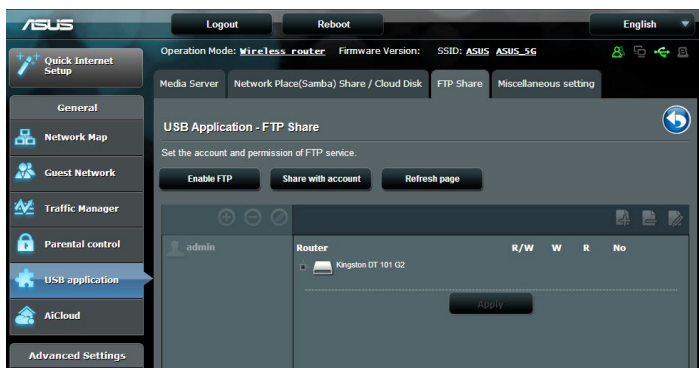 ASUS
Logout
Reboot
English
Quick Internet
Setup
Operation Mode: Wireless router Firmware Version: SSID: ASUS ASUS_5G
Media Server
Network Place(Samba) Share / Cloud Disk
FTP Share
Miscellaneous setting
General
Network Map
Guest Network
Traffic Manager
Parental control
USB application
AiCloud
Advanced Settings
USB Application - FTP Share
Set the account and permission of FTP service.
Enable FTP
Share with account
Refresh page
admin
Router R/W W R No
Kingston DT 101 G2
Apply